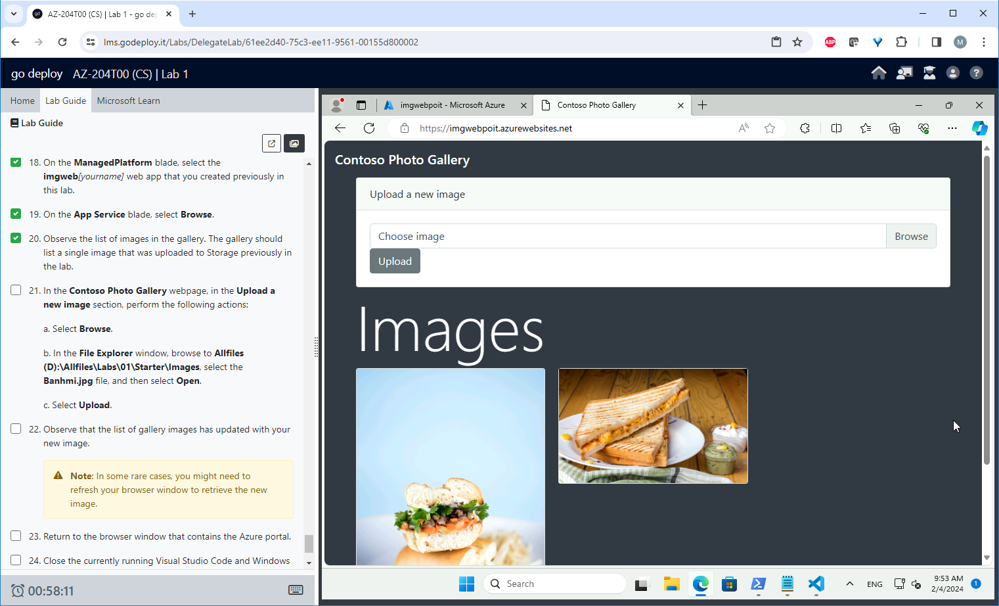 AZ-204T00 (CS) | Lab 1 - go de
lms.godeploy.it/Labs/DelegateLab/61ee2d40-75c3-ee11-9561-00155d800002
ABP
M
go deploy AZ-204T00 (CS) | Lab 1
Home Lab Guide Microsoft Learn
Lab Guide
18. On the ManagedPlatform blade, select the
imgweb[yourname] web app that you created previously in
this lab.
19. On the App Service blade, select Browse.
20. Observe the list of images in the gallery. The gallery should
list a single image that was uploaded to Storage previously in
the lab.
21. In the Contoso Photo Gallery webpage, in the Upload a
new image section, perform the following actions:
a. Select Browse.
b. In the File Explorer window, browse to Allfiles
(D):\Allfiles\Labs\01\Starter\Images, select the
Banhmi.jpg file, and then select Open.
c. Select Upload.
22. Observe that the list of gallery images has updated with your
new image.
Note: In some rare cases, you might need to
refresh your browser window to retrieve the new
image.
23. Return to the browser window that contains the Azure portal.
24. Close the currently running Visual Studio Code and Windows
00:58:11
imgwebpoit - Microsoft Azure
Contoso Photo Gallery
https://imgwebpoit.azurewebsites.net
Contoso Photo Gallery
Upload a new image
Choose image Browse
Upload
Images
Search
ENG
9:53 AM
2/4/2024
1